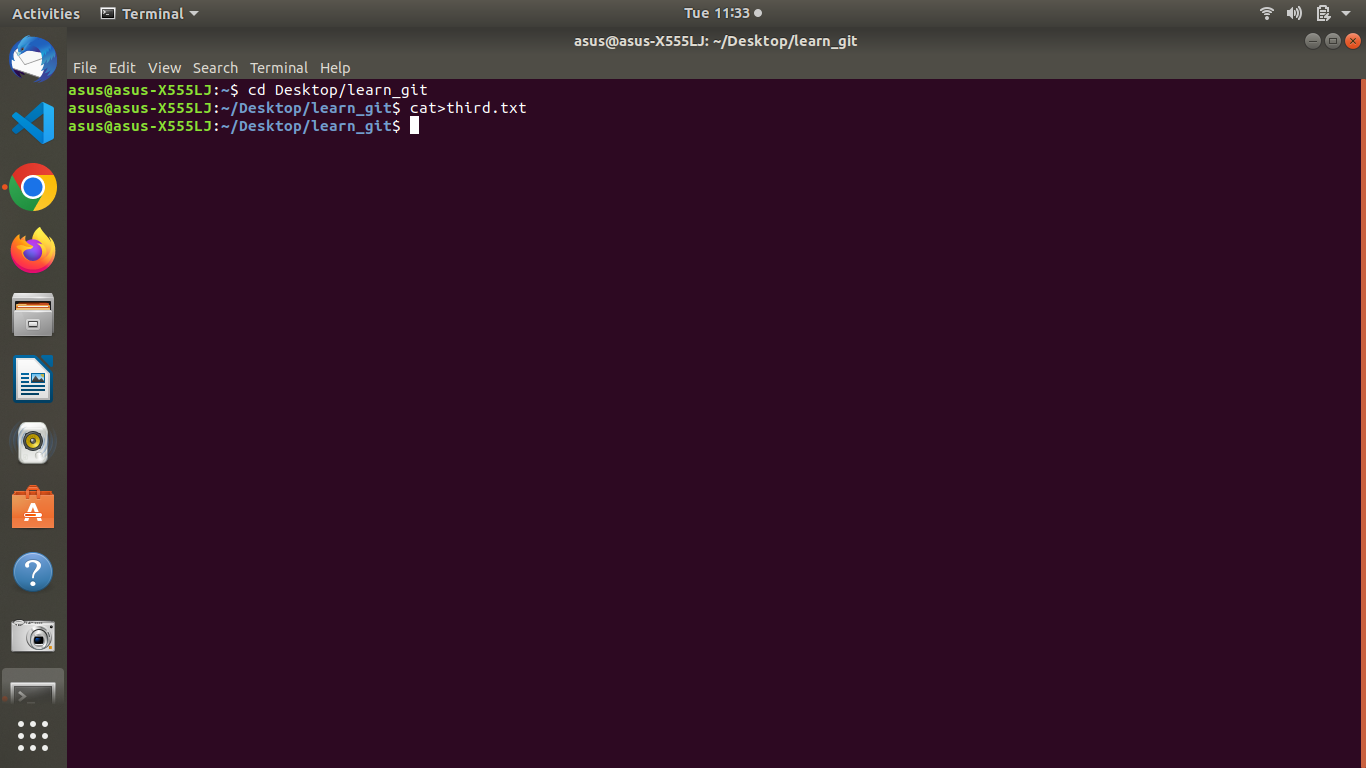 Activities Terminal Tue 11:33
asus@asus-X555LJ: ~/Desktop/learn_git
File Edit View Search Terminal Help
asus@asus-X555LJ:~$ cd Desktop/learn_git
asus@asus-X555LJ:~/Desktop/learn_git$ cat>third.txt
asus@asus-X555LJ:~/Desktop/learn_git$